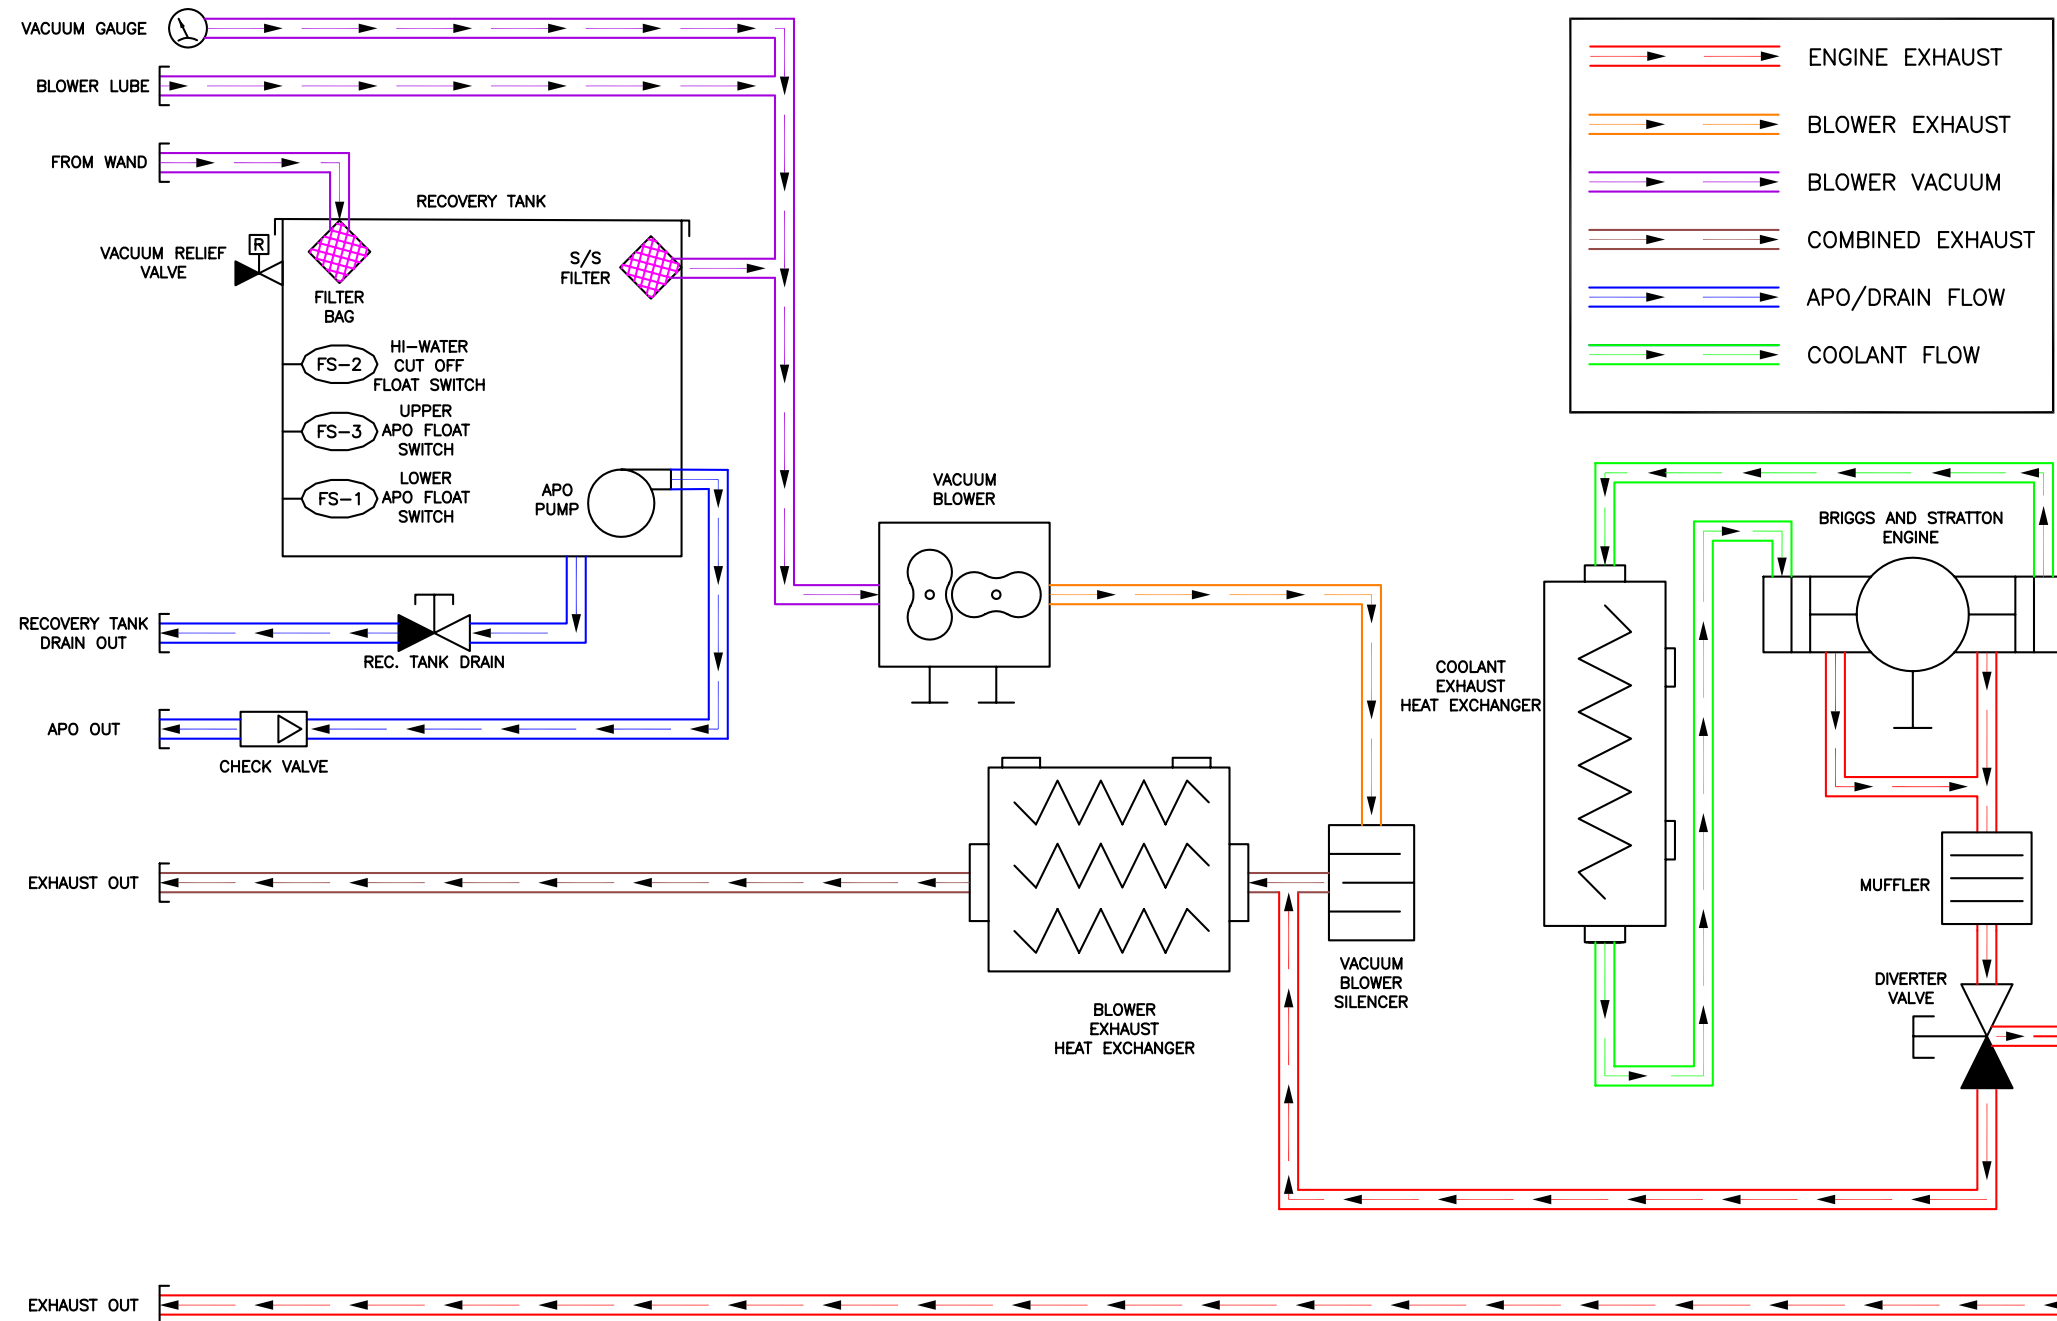 VACUUM GAUGE
BLOWER LUBE
FROM WAND
RECOVERY TANK
R
VACUUM RELIEF
VALVE
S/S
FILTER
FILTER
BAG
FS-2
HI-WATER
CUT OFF
FLOAT SWITCH
FS-3
UPPER
APO FLOAT
SWITCH
FS-1
LOWER
APO FLOAT
SWITCH
APO
PUMP
RECOVERY TANK
DRAIN OUT
REC. TANK DRAIN
APO OUT
CHECK VALVE
EXHAUST OUT
VACUUM
BLOWER
BLOWER
EXHAUST
HEAT EXCHANGER
VACUUM
BLOWER
SILENCER
COOLANT
EXHAUST
HEAT EXCHANGER
BRIGGS AND STRATTON
ENGINE
MUFFLER
DIVERTER
VALVE
EXHAUST OUT
ENGINE EXHAUST
BLOWER EXHAUST
BLOWER VACUUM
COMBINED EXHAUST
APO/DRAIN FLOW
COOLANT FLOW